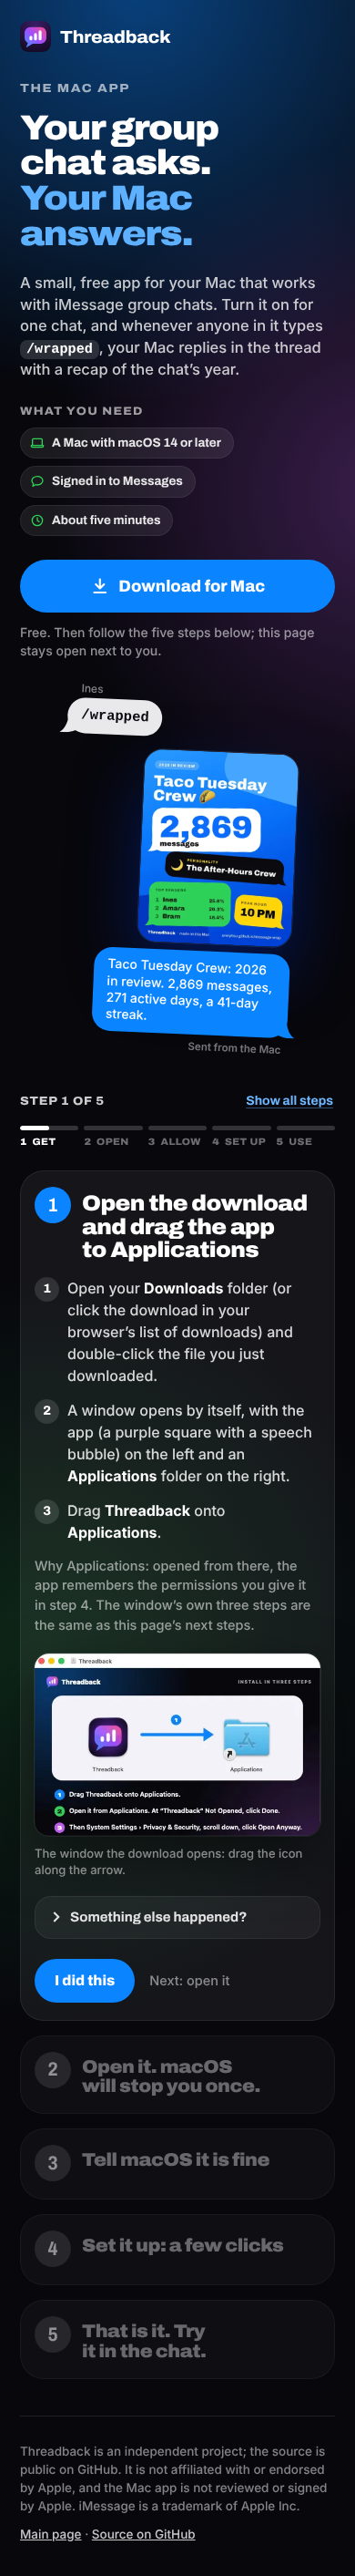 Threadback
THE MAC APP
Your group
chat asks.
Your Mac
answers.
A small, free app for your Mac that works
with iMessage group chats. Turn it on for
one chat, and whenever anyone in it types
/wrapped, your Mac replies in the thread
with a recap of the chat’s year.
WHAT YOU NEED
A Mac with macOS 14 or later
Signed in to Messages
About five minutes
Download for Mac
Free. Then follow the five steps below; this page
stays open next to you.
Ines
/wrapped
2026 IN REVIEW
Taco Tuesday
Crew 🌮
2,869
messages
PERSONALITY
The After-Hours Crew
1 Ines
2 Amara
3 Bram
PEAK HOUR
10 PM
Threadback
Taco Tuesday Crew: 2026
in review. 2,869 messages,
271 active days, a 41-day
streak.
Sent from the Mac
STEP 1 OF 5
Show all steps
1 GET
2 OPEN
3 ALLOW
4 SET UP
5 USE
1
Open the download
and drag the app
to Applications
1
Open your Downloads folder (or
click the download in your
browser’s list of downloads) and
double-click the file you just
downloaded.
2
A window opens by itself, with the
app (a purple square with a speech
bubble) on the left and an
Applications folder on the right.
3
Drag Threadback onto
Applications.
Why Applications: opened from there, the
app remembers the permissions you give it
in step 4. The window’s own three steps are
the same as this page’s next steps.
Threadback
Threadback
INSTALL IN THREE STEPS
1
Threadback
Applications
1 Drag Threadback onto Applications.
2 Open it from Applications. At “Threadback” Not Opened, click Done.
3 Then System Settings › Privacy & Security, scroll down, click Open Anyway.
The window the download opens: drag the icon
along the arrow.
Something else happened?
I did this
Next: open it
2
Open it. macOS
will stop you once.
3
Tell macOS it is fine
4
Set it up: a few clicks
5
That is it. Try
it in the chat.
Threadback is an independent project; the source is
public on GitHub. It is not affiliated with or endorsed
by Apple, and the Mac app is not reviewed or signed
by Apple. iMessage is a trademark of Apple Inc.
Main page · Source on GitHub